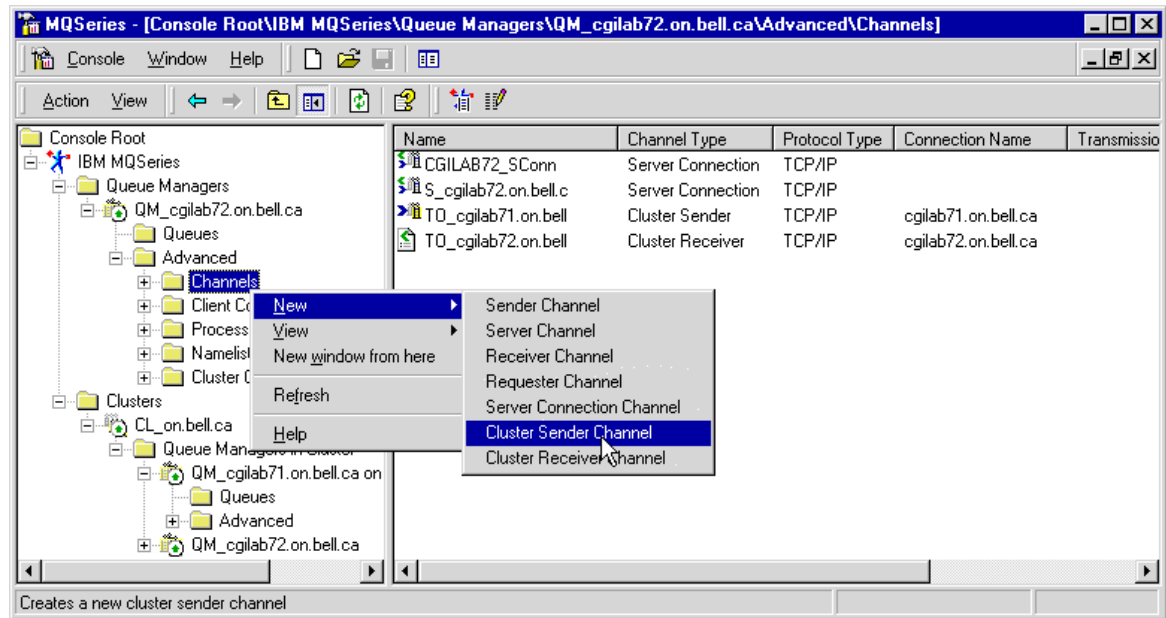 MQSeries - [Console Root\IBM MQSeries\Queue Managers\QM_cgilab72.on.bell.ca\Advanced\Channels]
Console Window Help
Action View
Console Root
IBM MQSeries
Queue Managers
QM_cgilab72.on.bell.ca
Queues
Advanced
Channels
Client Co
Process
Namelist
Cluster C
Clusters
CL_on.bell.ca
Queue Managers in Cluster
QM_cgilab71.on.bell.ca on
Queues
Advanced
QM_cgilab72.on.bell.ca
Name Channel Type Protocol Type Connection Name Transmissio
CGILAB72_SConn Server Connection TCP/IP
S_cgilab72.on.bell.c Server Connection TCP/IP
TO_cgilab71.on.bell Cluster Sender TCP/IP cgilab71.on.bell.ca
TO_cgilab72.on.bell Cluster Receiver TCP/IP cgilab72.on.bell.ca
New
View
New window from here
Refresh
Help
Sender Channel
Server Channel
Receiver Channel
Requester Channel
Server Connection Channel
Cluster Sender Channel
Cluster Receiver Channel
Creates a new cluster sender channel